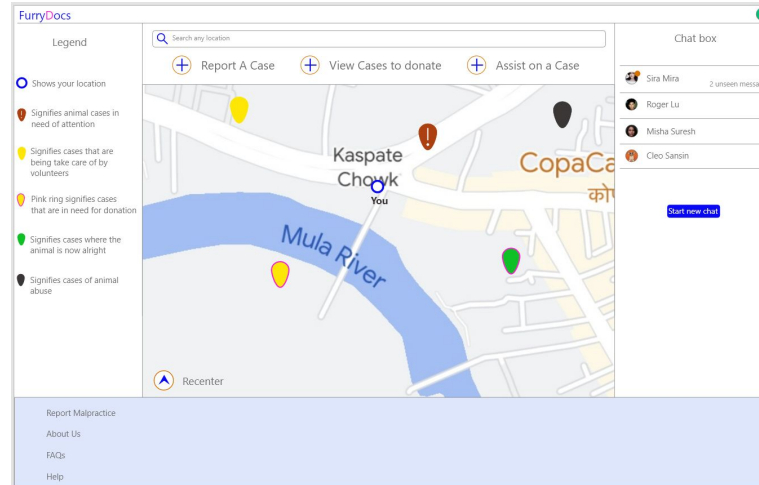 FurryDocs
Legend
Shows your location
Signifies animal cases in
need of attention
Signifies cases that are
being take care of by
volunteers
Pink ring signifies cases
that are in need for donation
Signifies cases where the
animal is now alright
Signifies cases of animal
abuse
Search any location
Report A Case
View Cases to donate
Assist on a Case
Kaspate
Chowk
You
Mula River
CopaCa
Recenter
Chat box
Sira Mira
2 unseen messa
Roger Lu
Misha Suresh
Cleo Sansin
Start new chat
Report Malpractice
About Us
FAQs
Help